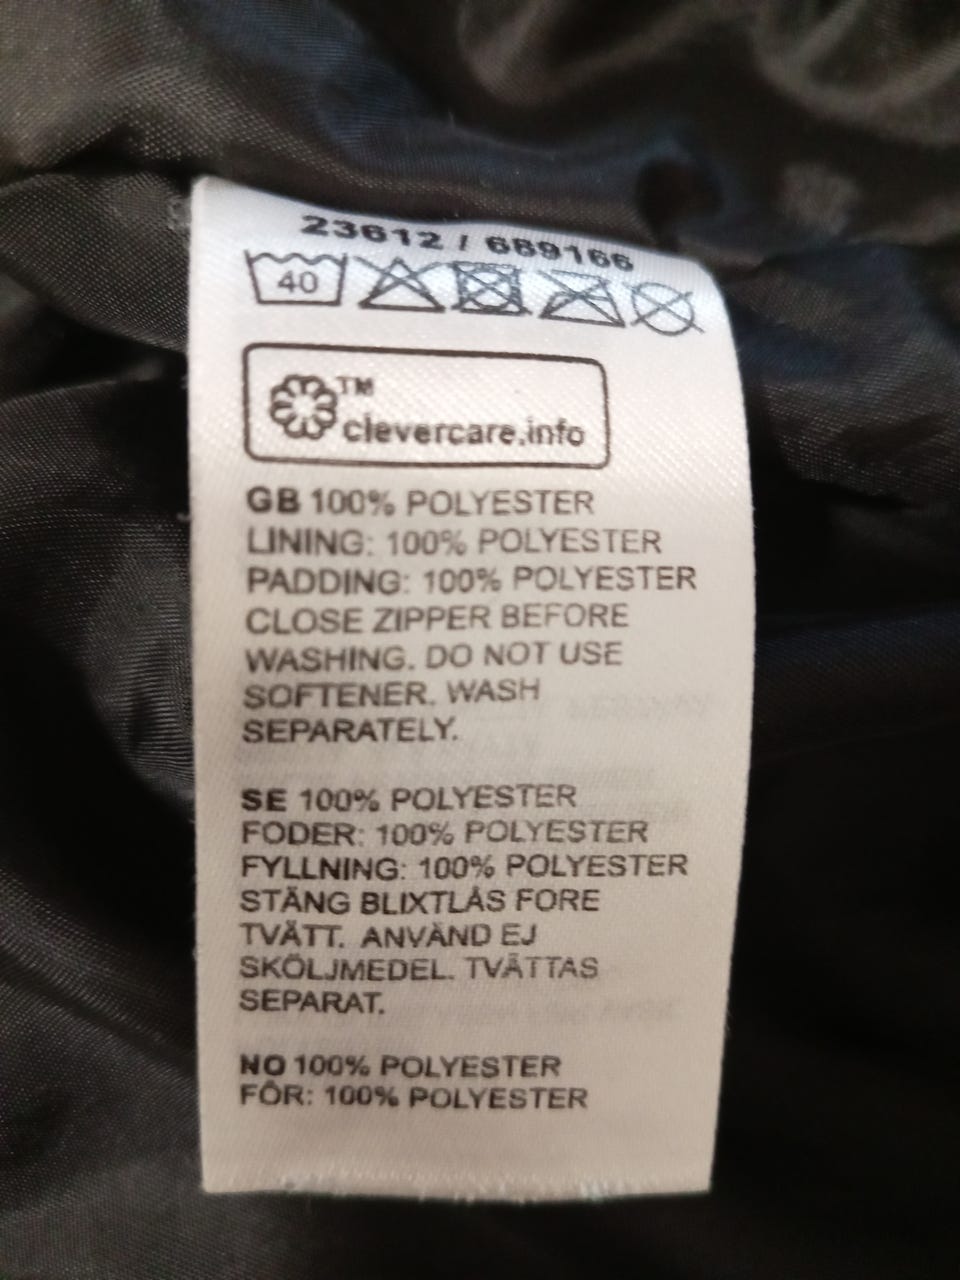 23612 / 689166
40
TM
clevercare.info
GB 100% POLYESTER
LINING: 100% POLYESTER
PADDING: 100% POLYESTER
CLOSE ZIPPER BEFORE
WASHING. DO NOT USE
SOFTENER. WASH
SEPARATELY.
SE 100% POLYESTER
FODER: 100% POLYESTER
FYLLNING: 100% POLYESTER
STÄNG BLIXTLÅS FORE
TVÄTT. ANVÄND EJ
SKÖLJMEDEL. TVÄTTAS
SEPARAT.
NO 100% POLYESTER
FÔR: 100% POLYESTER